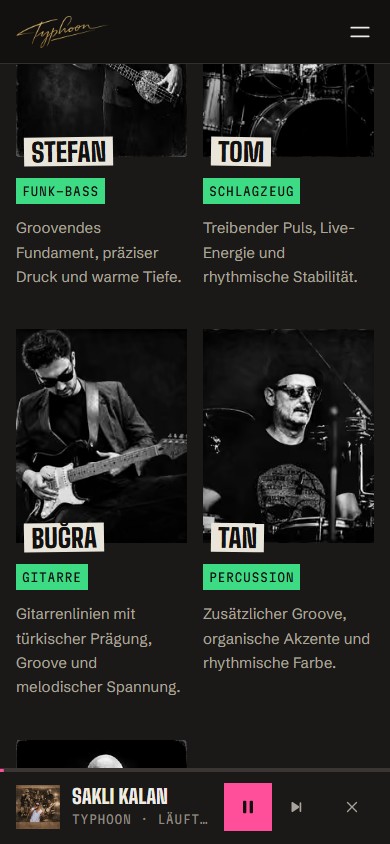 Typhoon
STEFAN
TOM
FUNK-BASS
SCHLAGZEUG
Groovendes
Fundament, präziser
Druck und warme Tiefe.
Treibender Puls, Live-
Energie und
rhythmische Stabilität.
BUĞRA
TAN
GITARRE
PERCUSSION
Gitarrenlinien mit
türkischer Prägung,
Groove und
melodischer Spannung.
Zusätzlicher Groove,
organische Akzente und
rhythmische Farbe.
SAKLI KALAN
TYPHOON · LÄUFT…